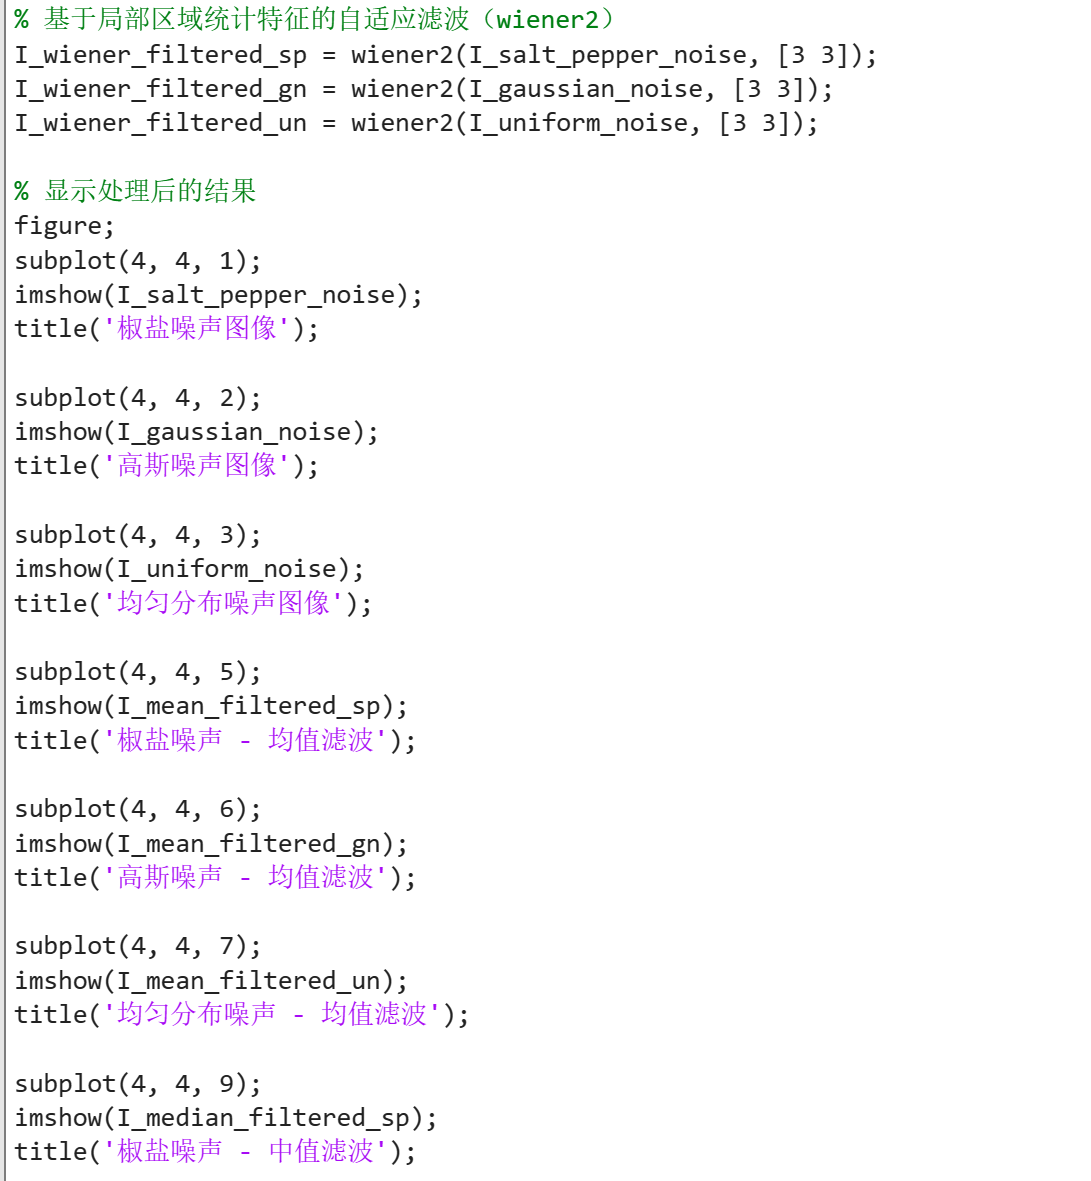 % 基于局部区域统计特征的自适应滤波（wiener2）
I_wiener_filtered_sp = wiener2(I_salt_pepper_noise, [3 3]);
I_wiener_filtered_gn = wiener2(I_gaussian_noise, [3 3]);
I_wiener_filtered_un = wiener2(I_uniform_noise, [3 3]);
% 显示处理后的结果
figure;
subplot(4, 4, 1);
imshow(I_salt_pepper_noise);
title('椒盐噪声图像');
subplot(4, 4, 2);
imshow(I_gaussian_noise);
title('高斯噪声图像');
subplot(4, 4, 3);
imshow(I_uniform_noise);
title('均匀分布噪声图像');
subplot(4, 4, 5);
imshow(I_mean_filtered_sp);
title('椒盐噪声 - 均值滤波');
subplot(4, 4, 6);
imshow(I_mean_filtered_gn);
title('高斯噪声 - 均值滤波');
subplot(4, 4, 7);
imshow(I_mean_filtered_un);
title('均匀分布噪声 - 均值滤波');
subplot(4, 4, 9);
imshow(I_median_filtered_sp);
title('椒盐噪声 - 中值滤波');